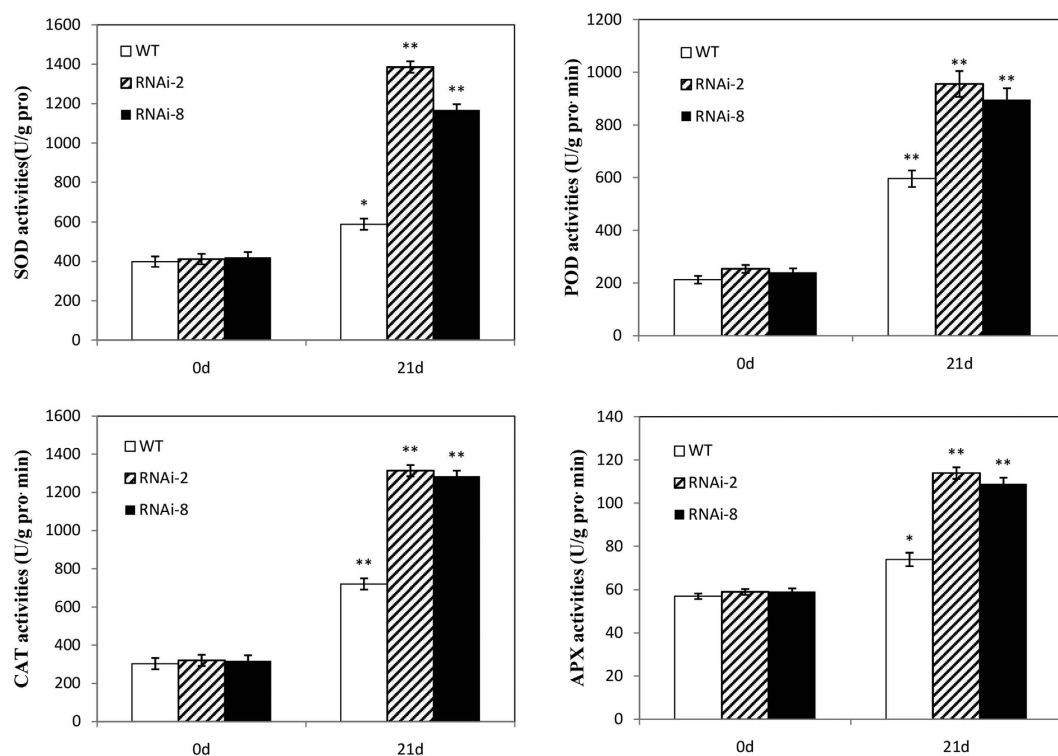 SOD activities(U/g pro)
1600
1400
1200
1000
800
600
400
200
0
WT
RNAi-2
RNAi-8
*
**
**
0d
21d
POD activities (U/g pro· min)
1200
1000
800
600
400
200
0
WT
RNAi-2
RNAi-8
**
**
**
0d
21d
CAT activities (U/g pro· min)
1600
1400
1200
1000
800
600
400
200
0
WT
RNAi-2
RNAi-8
**
**
**
0d
21d
APX activities (U/g pro· min)
140
120
100
80
60
40
20
0
WT
RNAi-2
RNAi-8
*
**
**
0d
21d